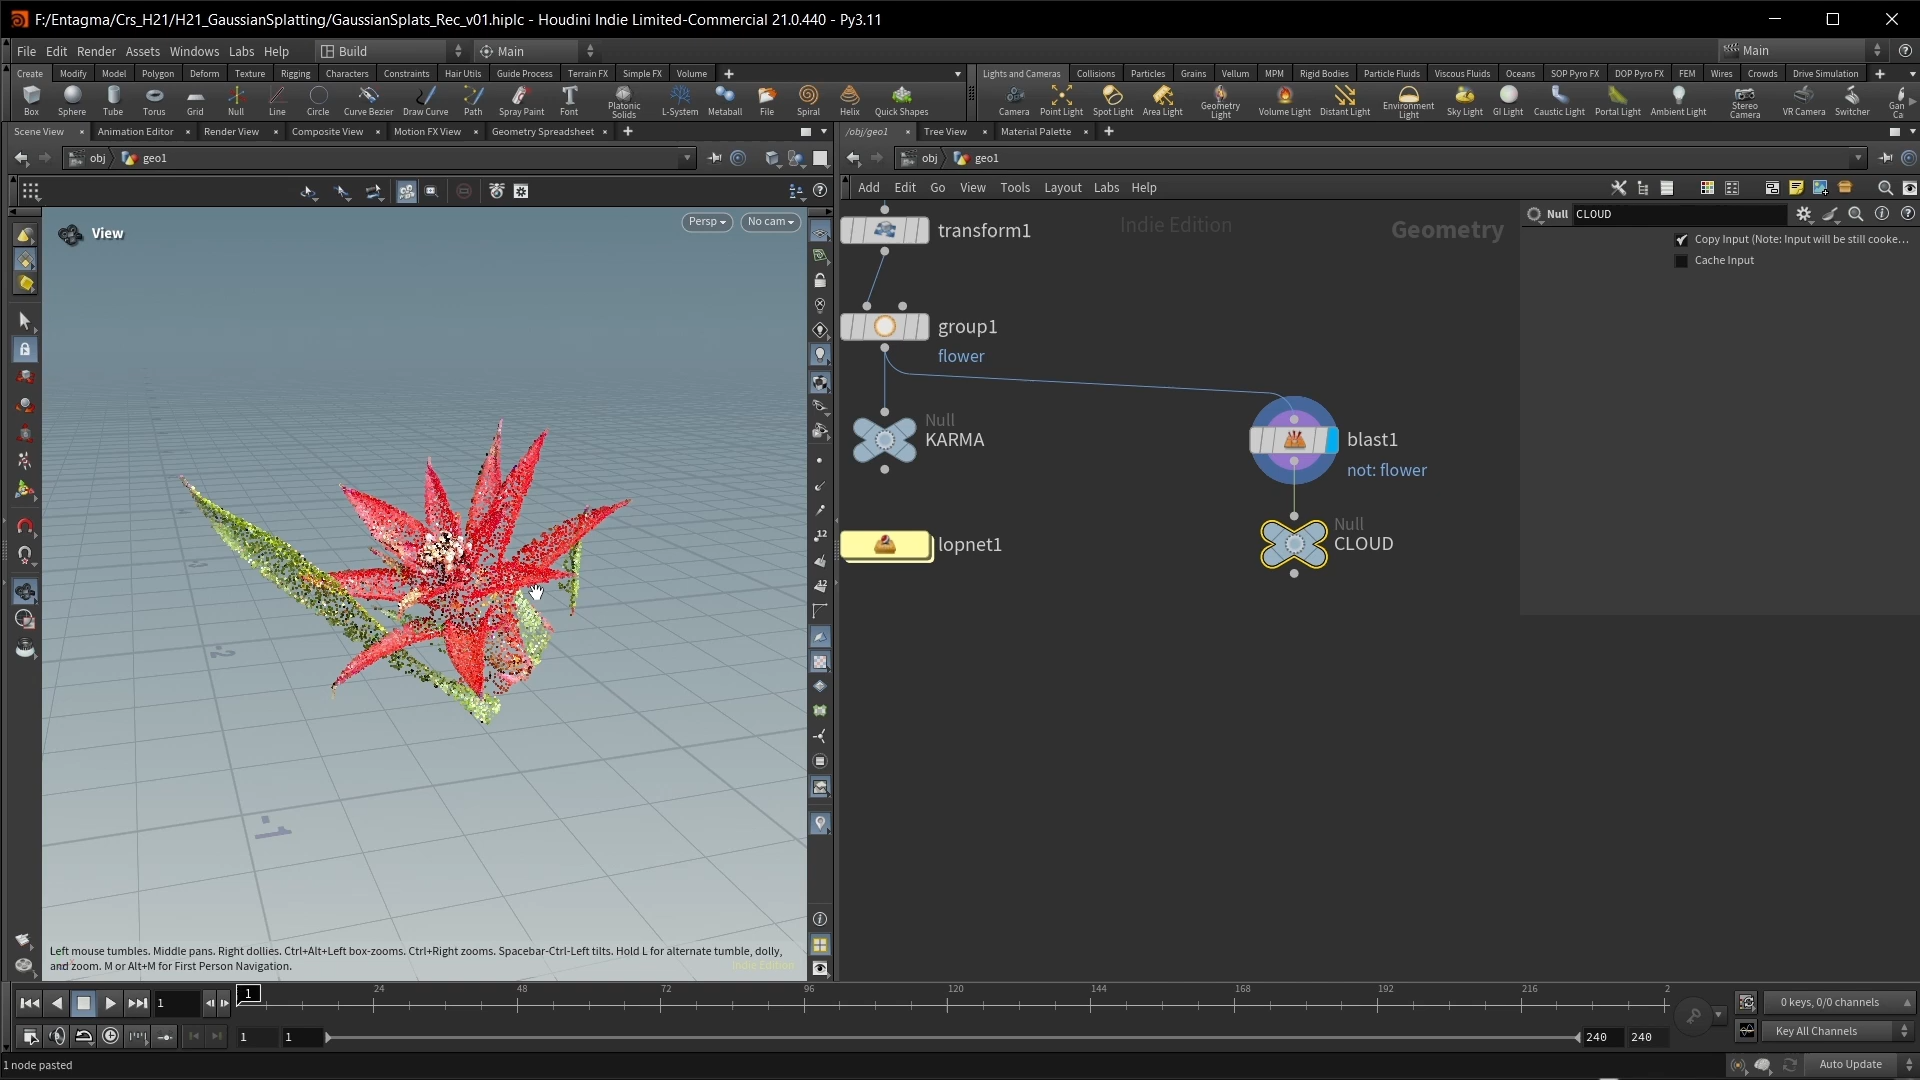 F:/Entagma/Crs_H21/H21_GaussianSplatting/GaussianSplats_Rec_v01.hiplc - Houdini Indie Limited-Commercial 21.0.440 - Py3.11
File Edit Render Assets Windows Labs Help Build Main Main
Create Modify Model Polygon Deform Texture Rigging Characters Constraints Hair Utils Guide Process Terrain FX Simple FX Volume
Lights and Cameras Collisions Particles Grains Vellum MPM Rigid Bodies Particle Fluids Viscous Fluids Oceans SOP Pyro FX DOP Pyro FX FEM Wires Crowds Drive Simulation
Box Sphere Tube Torus Grid Null Line Circle Curve Bezier Draw Curve Path Spray Paint Font Platonic Solids L-System Metaball File Spiral Helix Quick Shapes
Camera Point Light Spot Light Area Light Geometry Light Volume Light Distant Light Environment Light Sky Light GI Light Caustic Light Portal Light Ambient Light Stereo Camera VR Camera Switcher Gan Ca
Scene View Animation Editor Render View Composite View Motion FX View Geometry Spreadsheet
/obj/geo1 Tree View Material Palette
obj geo1
obj geo1
Add Edit Go View Tools Layout Labs Help
View
Persp No cam
transform1
Indie Edition
Geometry
Null CLOUD
Copy Input (Note: Input will be still cooke...
Cache Input
group1
flower
Null
KARMA
blast1
not: flower
Null
CLOUD
lopnet1
12
12
Left mouse tumbles. Middle pans. Right dollies. Ctrl+Alt+Left box-zooms. Ctrl+Right zooms. Spacebar-Ctrl-Left tilts. Hold L for alternate tumble, dolly,
and zoom. M or Alt+M for First Person Navigation.
Indie Edition
1 1 24 48 72 96 120 144 168 192 216 2
0 keys, 0/0 channels
1 1 240 240
Key All Channels
1 node pasted
Auto Update